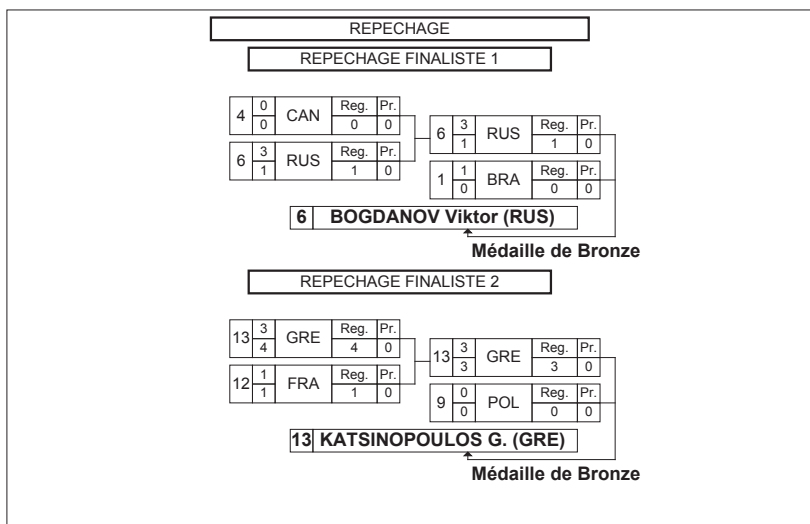 REPECHAGE
REPECHAGE FINALISTE 1
4 0 CAN Reg. Pr.
0 0 0
6 3 RUS Reg. Pr.
1 1 0
6 3 RUS Reg. Pr.
1 1 0
1 1 BRA Reg. Pr.
0 0 0
6 BOGDANOV Viktor (RUS)
Médaille de Bronze
REPECHAGE FINALISTE 2
13 3 GRE Reg. Pr.
4 4 0
12 1 FRA Reg. Pr.
1 1 0
13 3 GRE Reg. Pr.
3 3 0
9 0 POL Reg. Pr.
0 0 0
13 KATSINOPOULOS G. (GRE)
Médaille de Bronze